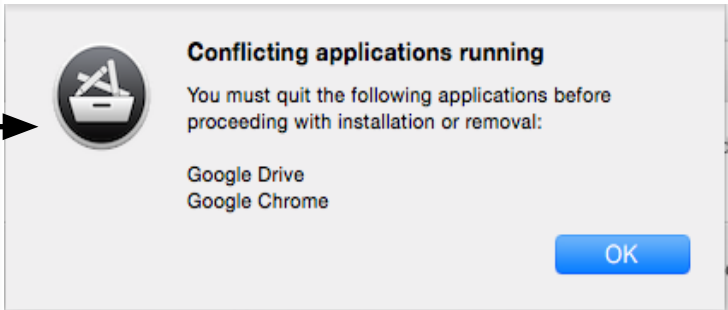 Conflicting applications running
You must quit the following applications before
proceeding with installation or removal:
Google Drive
Google Chrome
OK